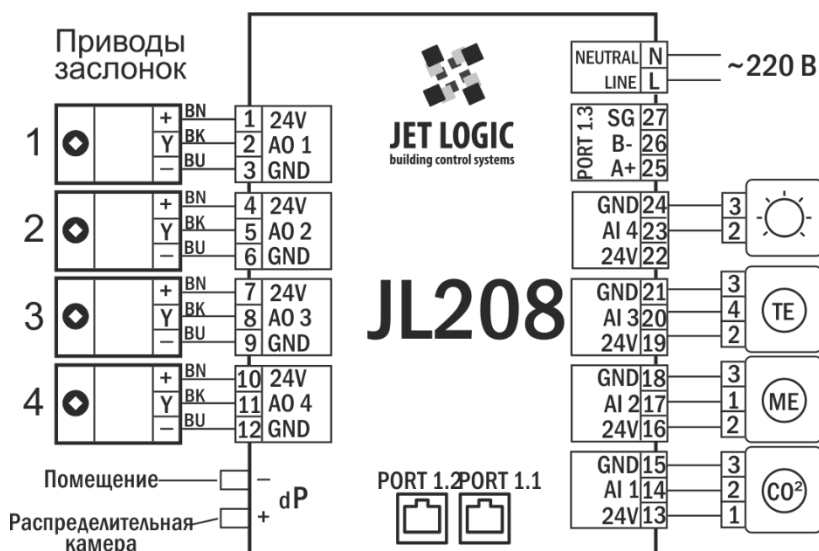 Приводы
заслонок
1
+ BN 1 24V
Y BK 2 AO 1
– BU 3 GND
2
+ BN 4 24V
Y BK 5 AO 2
– BU 6 GND
3
+ BN 7 24V
Y BK 8 AO 3
– BU 9 GND
4
+ BN 10 24V
Y BK 11 AO 4
– BU 12 GND
Помещение –
dP
Распределительная +
камера
JET LOGIC
building control systems
JL208
PORT 1.2 PORT 1.1
NEUTRAL N
LINE L
~220 В
PORT 1.3
SG 27
B- 26
A+ 25
GND 24 3
AI 4 23 2
24V 22
GND 21 3
AI 3 20 4 TE
24V 19 2
GND 18 3
AI 2 17 1 ME
24V 16 2
GND 15 3
AI 1 14 2 CO²
24V 13 1